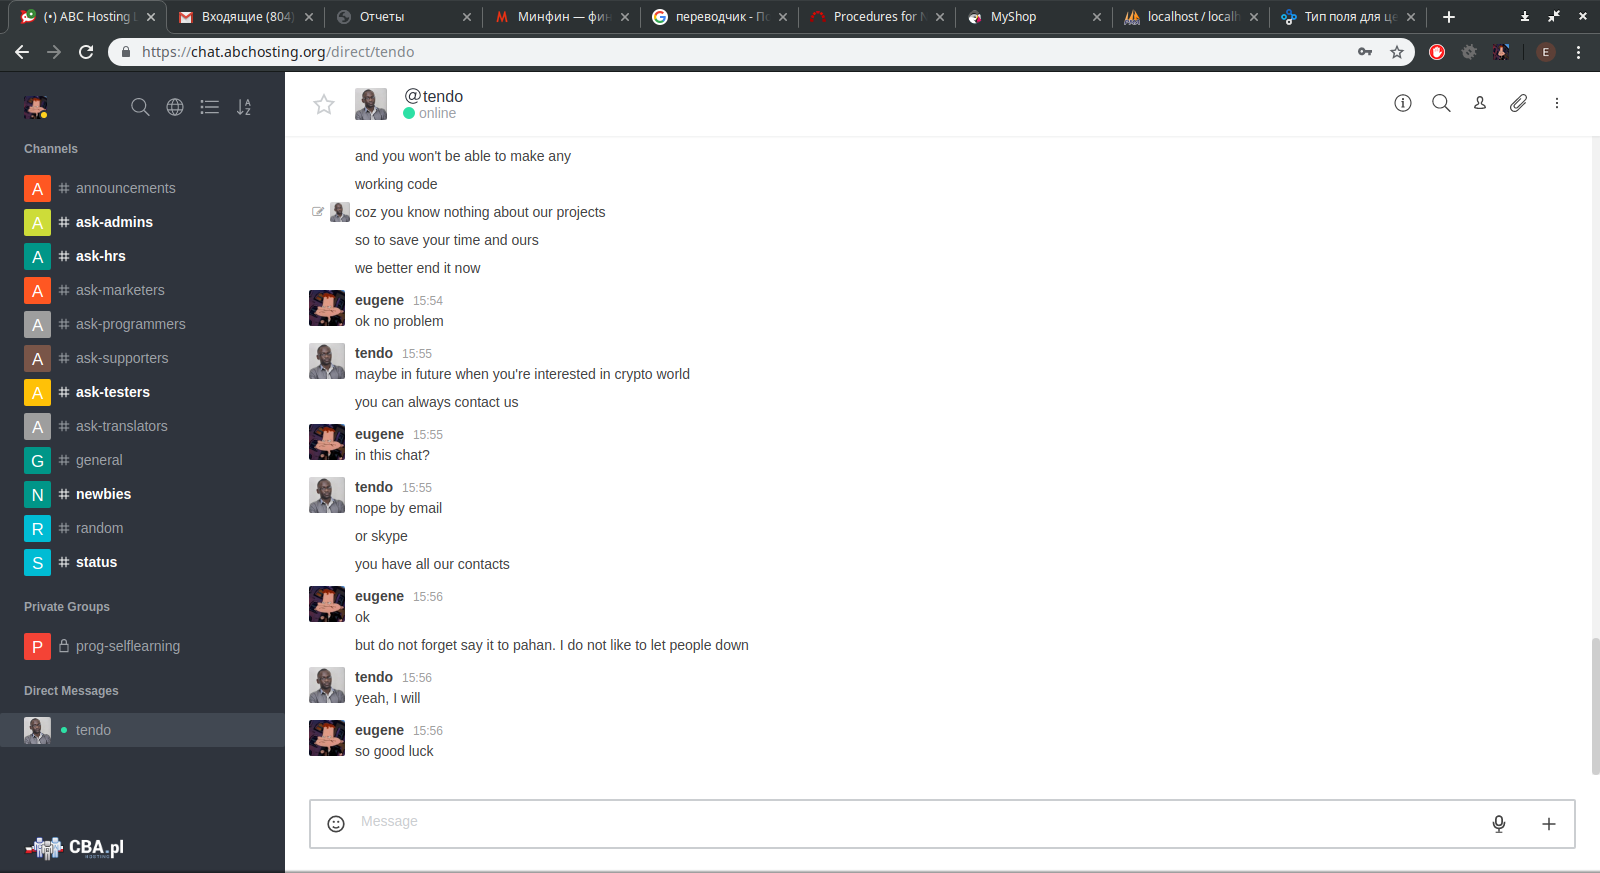 (•) ABC Hosting
Входящие (804)
Отчеты
Минфин — фин
переводчик - По
Procedures for N
MyShop
localhost / localh
Тип поля для це
https://chat.abchosting.org/direct/tendo
E
@tendo
online
Channels
A # announcements
A # ask-admins
A # ask-hrs
A # ask-marketers
A # ask-programmers
A # ask-supporters
A # ask-testers
A # ask-translators
G # general
N # newbies
R # random
S # status
Private Groups
P prog-selflearning
Direct Messages
tendo
CBA.pl
HOSTING
and you won't be able to make any
working code
coz you know nothing about our projects
so to save your time and ours
we better end it now
eugene 15:54
ok no problem
tendo 15:55
maybe in future when you're interested in crypto world
you can always contact us
eugene 15:55
in this chat?
tendo 15:55
nope by email
or skype
you have all our contacts
eugene 15:56
ok
but do not forget say it to pahan. I do not like to let people down
tendo 15:56
yeah, I will
eugene 15:56
so good luck
Message